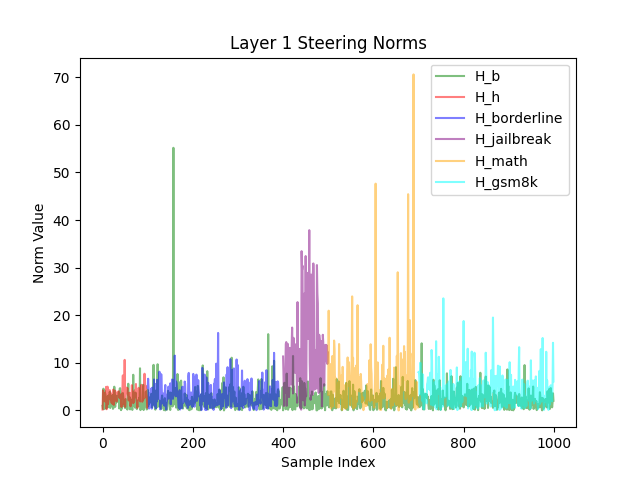 Layer 1 Steering Norms
70
60
50
40
30
20
10
0
Norm Value
H_b
H_h
H_borderline
H_jailbreak
H_math
H_gsm8k
0
200
400
600
800
1000
Sample Index